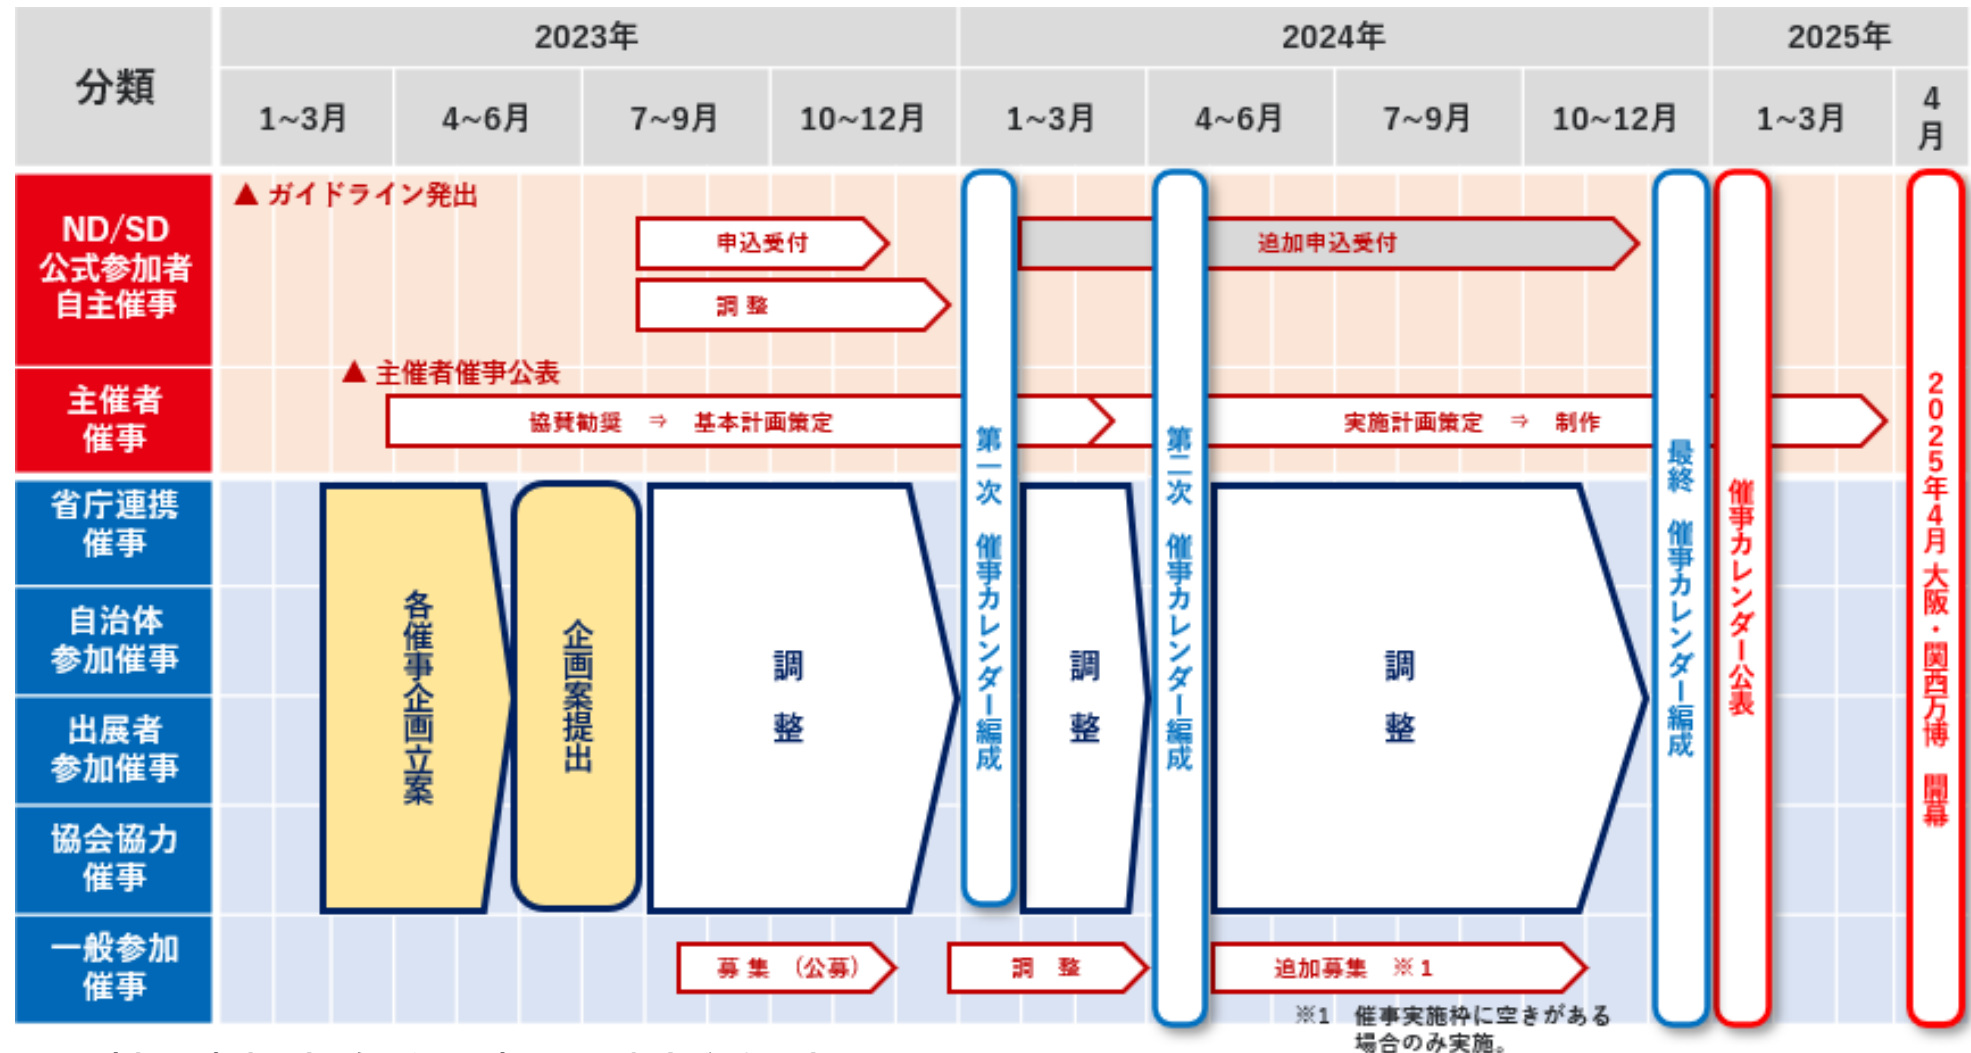 分類
2023年
2024年
2025年
1~3月
4~6月
7~9月
10~12月
1~3月
4~6月
7~9月
10~12月
1~3月
4
月
ND/SD
公式参加者
自主催事
▲ ガイドライン発出
申込受付
調 整
追加申込受付
主催者
催事
▲ 主催者催事公表
協賛勧奨 ⇒ 基本計画策定
実施計画策定 ⇒ 制作
省庁連携
催事
自治体
参加催事
出展者
参加催事
協会協力
催事
各催事企画立案
企画案提出
調整
第一次 催事カレンダー編成
調整
第二次 催事カレンダー編成
調整
最終 催事カレンダー編成
催事カレンダー公表
2025年4月 大阪・関西万博 開幕
一般参加
催事
募 集 (公募)
調 整
追加募集 ※1
※1 催事実施枠に空きがある
場合のみ実施。